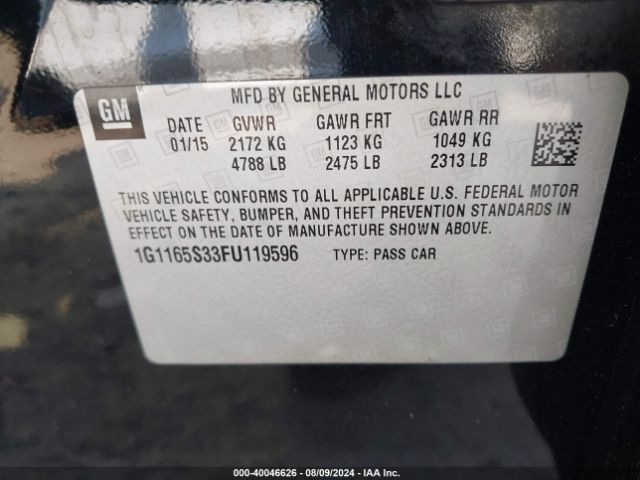 GM
MFD BY GENERAL MOTORS LLC
DATE GVWR GAWR FRT GAWR RR
01/15 2172 KG 1123 KG 1049 KG
4788 LB 2475 LB 2313 LB
THIS VEHICLE CONFORMS TO ALL APPLICABLE U.S. FEDERAL MOTOR
VEHICLE SAFETY, BUMPER, AND THEFT PREVENTION STANDARDS IN
EFFECT ON THE DATE OF MANUFACTURE SHOWN ABOVE.
1G1165S33FU119596 TYPE: PASS CAR
000-40046626 - 08/09/2024 - IAA Inc.